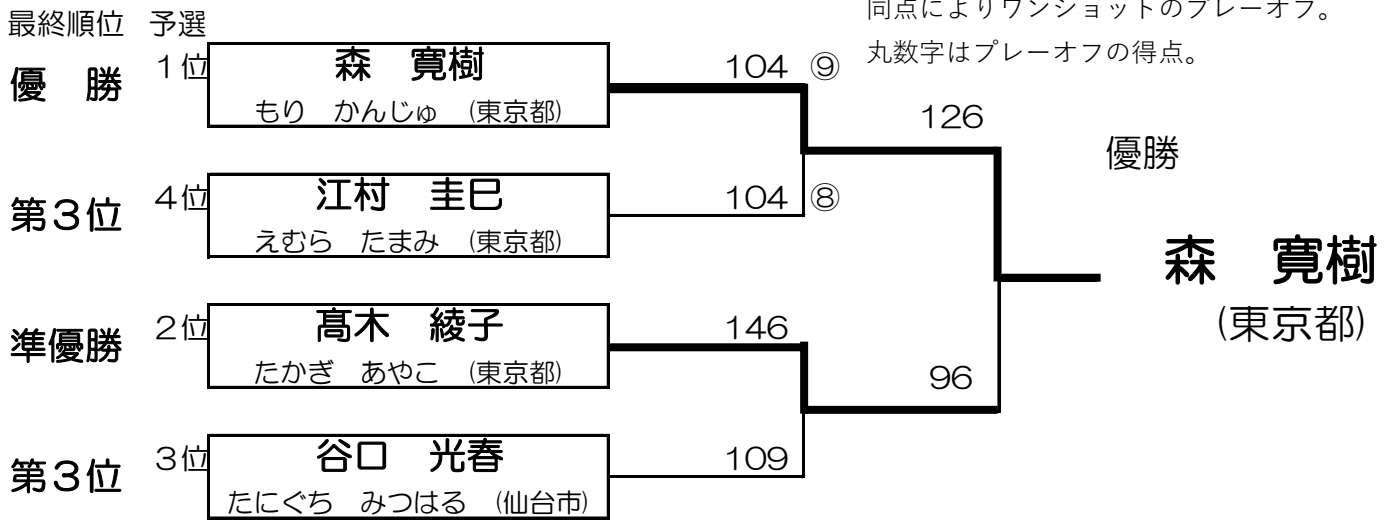 同点によりワンショットのプレーオフ。
丸数字はプレーオフの得点。
最終順位 予選
優 勝 1位 森 寛樹 104 ⑨
もり かんじゅ (東京都)
126
優勝
第3位 4位 江村 圭巳 104 ⑧
えむら たまみ (東京都)
森 寛樹
(東京都)
準優勝 2位 髙木 綾子 146
たかぎ あやこ (東京都)
96
第3位 3位 谷口 光春 109
たにぐち みつはる (仙台市)